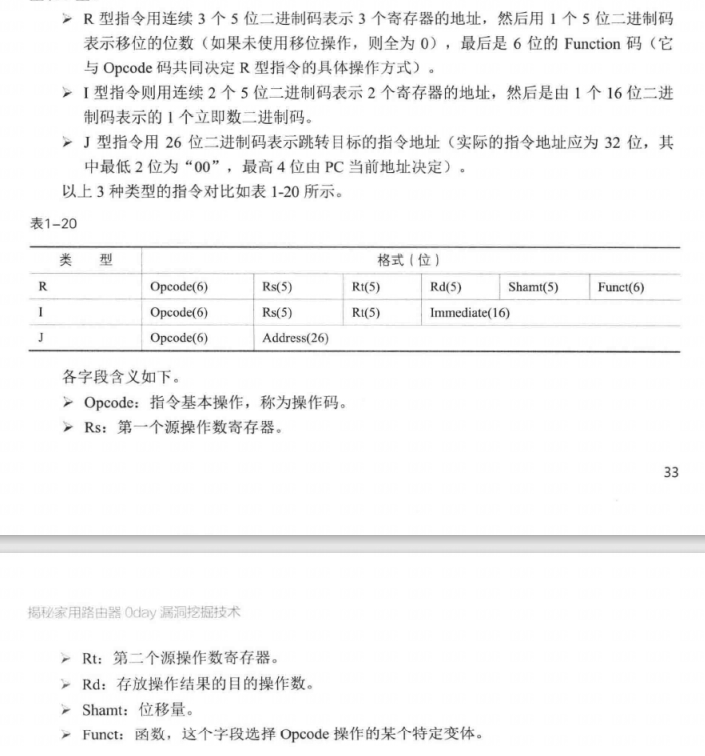 ➢ R 型指令用连续 3 个 5 位二进制码表示 3 个寄存器的地址，然后用 1 个 5 位二进制码
表示移位的位数（如果未使用移位操作，则全为 0），最后是 6 位的 Function 码（它
与 Opcode 码共同决定 R 型指令的具体操作方式）。
➢ I 型指令则用连续 2 个 5 位二进制码表示 2 个寄存器的地址，然后是由 1 个 16 位二进
制码表示的 1 个立即数二进制码。
➢ J 型指令用 26 位二进制码表示跳转目标的指令地址（实际的指令地址应为 32 位，其
中最低 2 位为“00”，最高 4 位由 PC 当前地址决定）。
以上 3 种类型的指令对比如表 1-20 所示。
表1-20
类 型 格式（位）
R Opcode(6) Rs(5) Rt(5) Rd(5) Shamt(5) Funct(6)
I Opcode(6) Rs(5) Rt(5) Immediate(16)
J Opcode(6) Address(26)
各字段含义如下。
➢ Opcode：指令基本操作，称为操作码。
➢ Rs：第一个源操作数寄存器。
33
揭秘家用路由器 0day 漏洞挖掘技术
➢ Rt：第二个源操作数寄存器。
➢ Rd：存放操作结果的目的操作数。
➢ Shamt：位移量。
➢ Funct：函数，这个字段选择 Opcode 操作的某个特定变体。